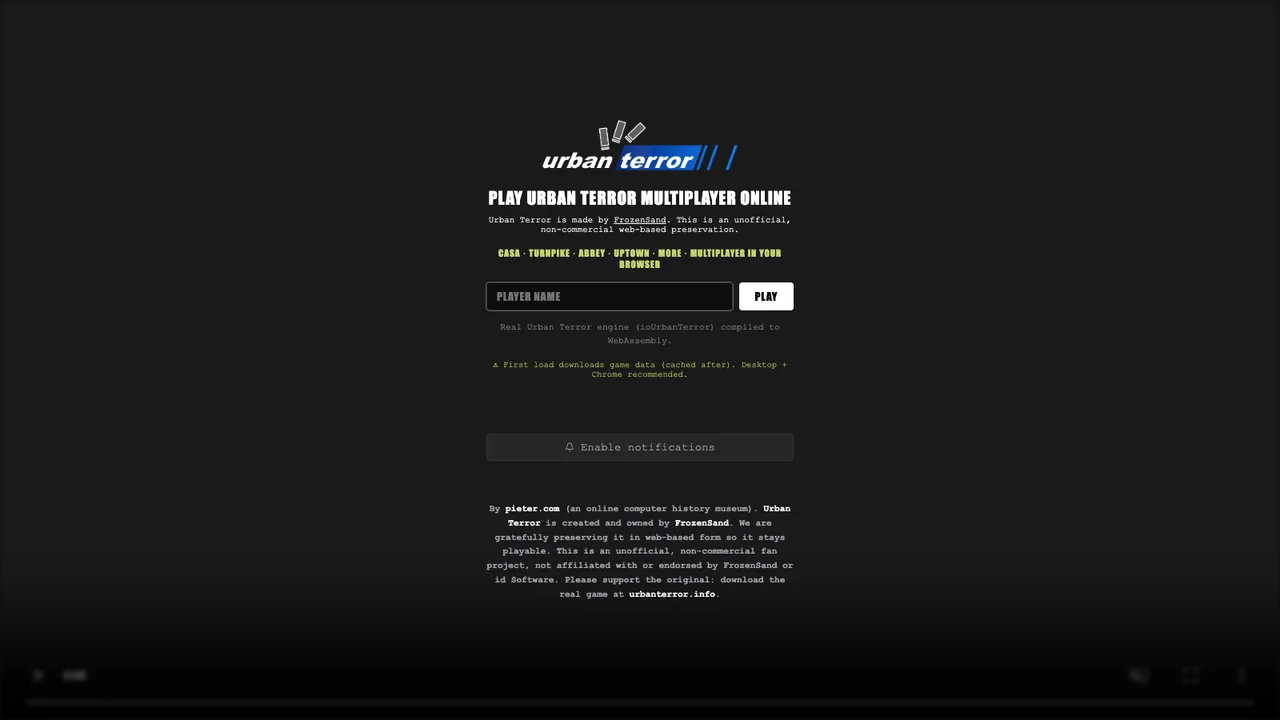 urban terror
PLAY URBAN TERROR MULTIPLAYER ONLINE
Urban Terror is made by FrozenSand. This is an unofficial,
non-commercial web-based preservation.
CASA · TURNPIKE · ABBEY · UPTOWN · MORE · MULTIPLAYER IN YOUR
BROWSER
PLAYER NAME
PLAY
Real Urban Terror engine (ioUrbanTerror) compiled to
WebAssembly.
⚠ First load downloads game data (cached after). Desktop +
Chrome recommended.
Enable notifications
By pieter.com (an online computer history museum). Urban
Terror is created and owned by FrozenSand. We are
gratefully preserving it in web-based form so it stays
playable. This is an unofficial, non-commercial fan
project, not affiliated with or endorsed by FrozenSand or
id Software. Please support the original: download the
real game at urbanterror.info.